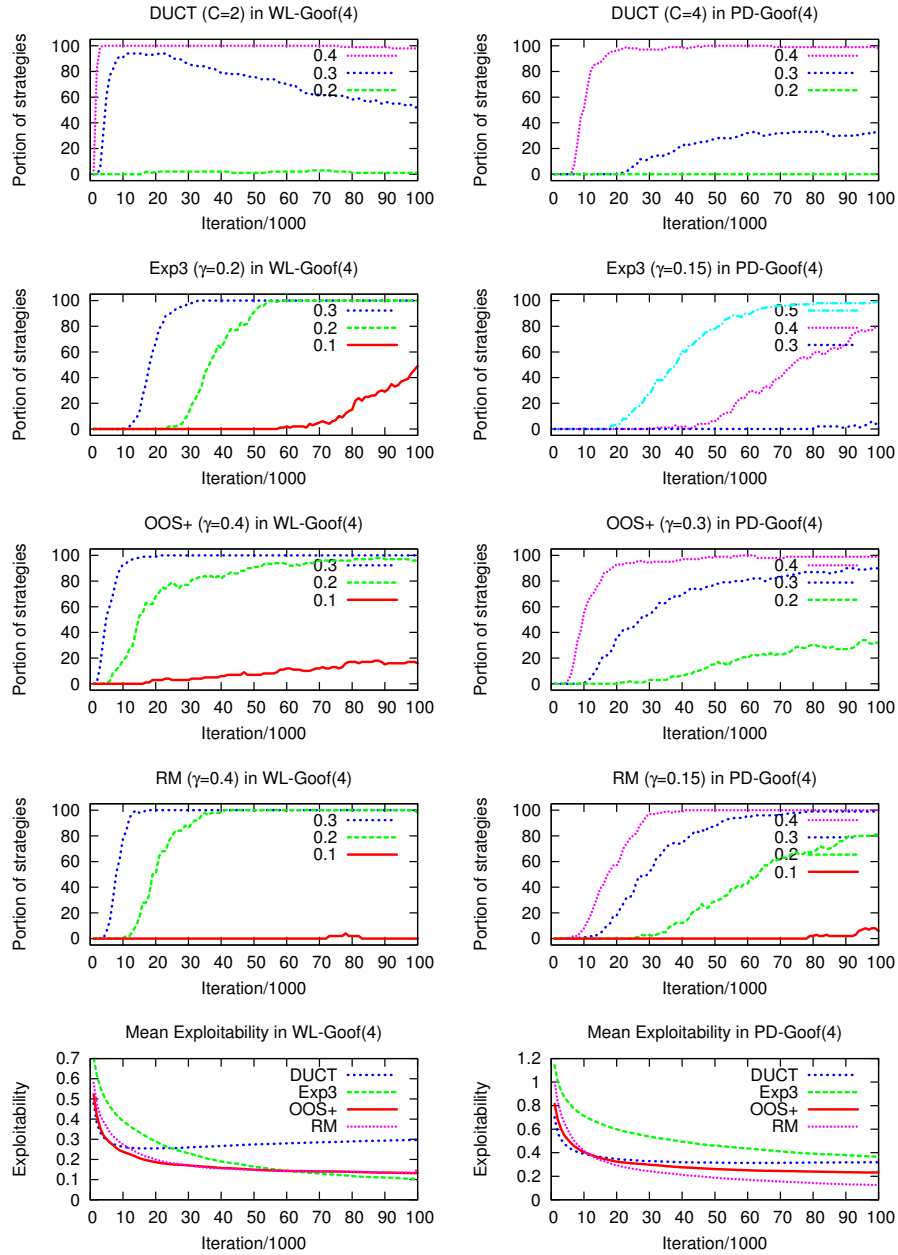 DUCT (C=2) in WL-Goof(4)
Portion of strategies
100
80
60
40
20
0
0.4
0.3
0.2
0 10 20 30 40 50 60 70 80 90 100
Iteration/1000
DUCT (C=4) in PD-Goof(4)
Portion of strategies
100
80
60
40
20
0
0.4
0.3
0.2
0 10 20 30 40 50 60 70 80 90 100
Iteration/1000
Exp3 (γ=0.2) in WL-Goof(4)
Portion of strategies
100
80
60
40
20
0
0.3
0.2
0.1
0 10 20 30 40 50 60 70 80 90 100
Iteration/1000
Exp3 (γ=0.15) in PD-Goof(4)
Portion of strategies
100
80
60
40
20
0
0.5
0.4
0.3
0 10 20 30 40 50 60 70 80 90 100
Iteration/1000
OOS+ (γ=0.4) in WL-Goof(4)
Portion of strategies
100
80
60
40
20
0
0.3
0.2
0.1
0 10 20 30 40 50 60 70 80 90 100
Iteration/1000
OOS+ (γ=0.3) in PD-Goof(4)
Portion of strategies
100
80
60
40
20
0
0.4
0.3
0.2
0 10 20 30 40 50 60 70 80 90 100
Iteration/1000
RM (γ=0.4) in WL-Goof(4)
Portion of strategies
100
80
60
40
20
0
0.3
0.2
0.1
0 10 20 30 40 50 60 70 80 90 100
Iteration/1000
RM (γ=0.15) in PD-Goof(4)
Portion of strategies
100
80
60
40
20
0
0.4
0.3
0.2
0.1
0 10 20 30 40 50 60 70 80 90 100
Iteration/1000
Mean Exploitability in WL-Goof(4)
Exploitability
0.7
0.6
0.5
0.4
0.3
0.2
0.1
0
DUCT
Exp3
OOS+
RM
0 10 20 30 40 50 60 70 80 90 100
Iteration/1000
Mean Exploitability in PD-Goof(4)
Exploitability
1.2
1
0.8
0.6
0.4
0.2
0
DUCT
Exp3
OOS+
RM
0 10 20 30 40 50 60 70 80 90 100
Iteration/1000